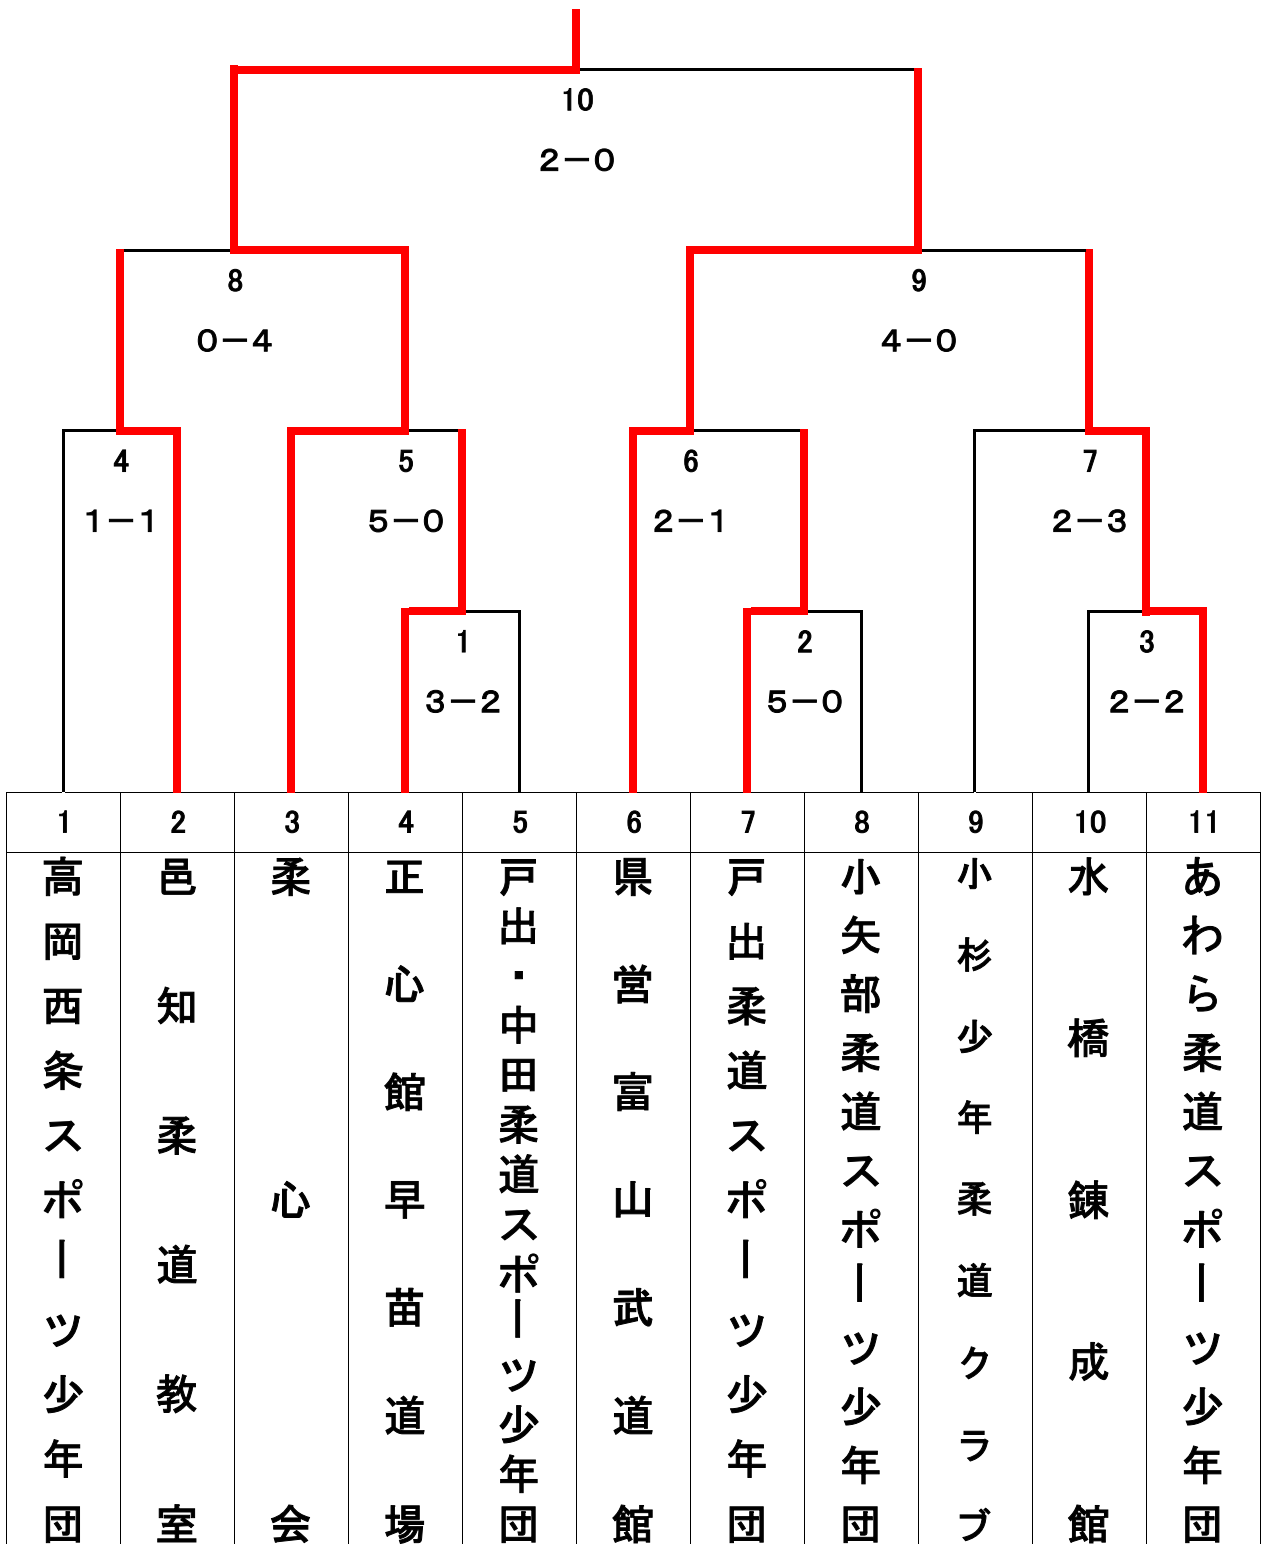 10
2－0
8
9
0－4
4－0
4
5
6
7
1－1
5－0
2－1
2－3
1
2
3
3－2
5－0
2－2
1
2
3
4
5
6
7
8
9
10
11
高岡西条スポーツ少年団
邑知柔道教室
柔心会
正心館早苗道場
戸出・中田柔道スポーツ少年団
県営富山武道館
戸出柔道スポーツ少年団
小矢部柔道スポーツ少年団
小杉少年柔道クラブ
水橋錬成館
あわら柔道スポーツ少年団